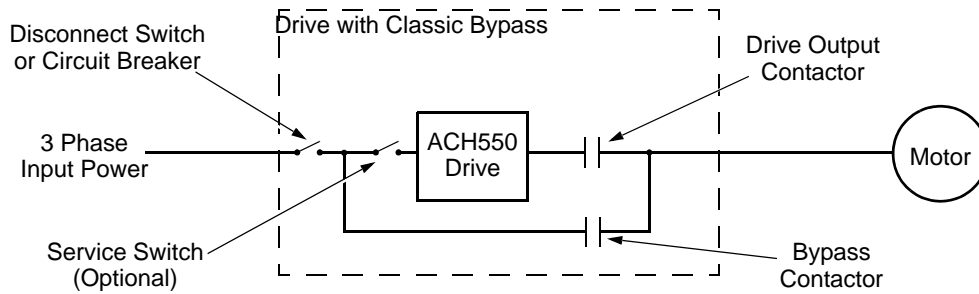 Drive with Classic Bypass
Disconnect Switch
or Circuit Breaker
Drive Output
Contactor
3 Phase
Input Power
ACH550
Drive
Motor
Service Switch
(Optional)
Bypass
Contactor